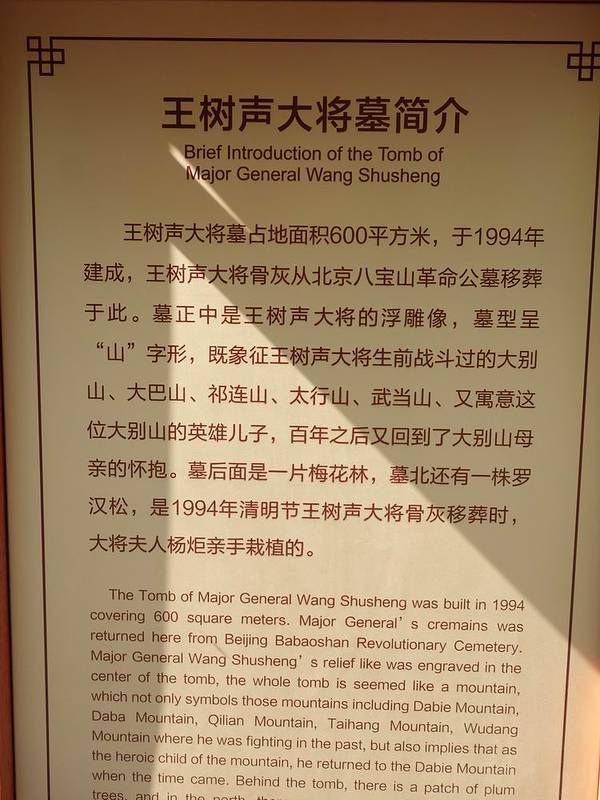 王树声大将墓简介
Brief Introduction of the Tomb of
Major General Wang Shusheng
王树声大将墓占地面积600平方米，于1994年
建成，王树声大将骨灰从北京八宝山革命公墓移葬
于此。墓正中是王树声大将的浮雕像，墓型呈
“山”字形，既象征王树声大将生前战斗过的大别
山、大巴山、祁连山、太行山、武当山、又寓意这
位大别山的英雄儿子，百年之后又回到了大别山母
亲的怀抱。墓后面是一片梅花林，墓北还有一株罗
汉松，是1994年清明节王树声大将骨灰移葬时，
大将夫人杨炬亲手栽植的。
The Tomb of Major General Wang Shusheng was built in 1994
covering 600 square meters. Major General’s cremains was
returned here from Beijing Babaoshan Revolutionary Cemetery.
Major General Wang Shusheng’s relief like was engraved in the
center of the tomb, the whole tomb is seemed like a mountain,
which not only symbols those mountains including Dabie Mountain,
Daba Mountain, Qilian Mountain, Taihang Mountain, Wudang
Mountain where he was fighting in the past, but also implies that as
the heroic child of the mountain, he returned to the Dabie Mountain
when the time came. Behind the tomb, there is a patch of plum
trees, and in the north,